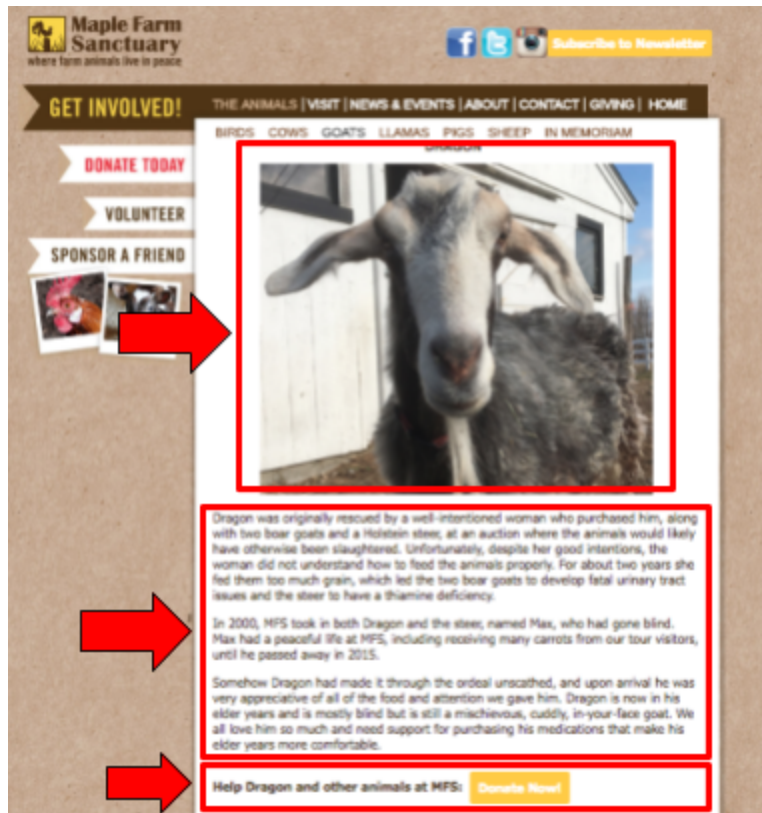 Maple Farm
Sanctuary
where farm animals live in peace
Subscribe to Newsletter
GET INVOLVED!
THE ANIMALS | VISIT | NEWS & EVENTS | ABOUT | CONTACT | GIVING | HOME
BIRDS COWS GOATS LLAMAS PIGS SHEEP IN MEMORIAM
DRAGON
DONATE TODAY
VOLUNTEER
SPONSOR A FRIEND
Dragon was originally rescued by a well-intentioned woman who purchased him, along
with two boar goats and a Holstein steer, at an auction where the animals would likely
have otherwise been slaughtered. Unfortunately, despite her good intentions, the
woman did not understand how to feed the animals properly. For about two years she
fed them too much grain, which led the two boar goats to develop fatal urinary tract
issues and the steer to have a thiamine deficiency.
In 2000, MFS took in both Dragon and the steer, named Max, who had gone blind.
Max had a peaceful life at MFS, including receiving many carrots from our tour visitors,
until he passed away in 2015.
Somehow Dragon had made it through the ordeal unscathed, and upon arrival he was
very appreciative of all of the food and attention we gave him. Dragon is now in his
elder years and is mostly blind but is still a mischievous, cuddly, in-your-face goat. We
all love him so much and need support for purchasing his medications that make his
elder years more comfortable.
Help Dragon and other animals at MFS: Donate Now!